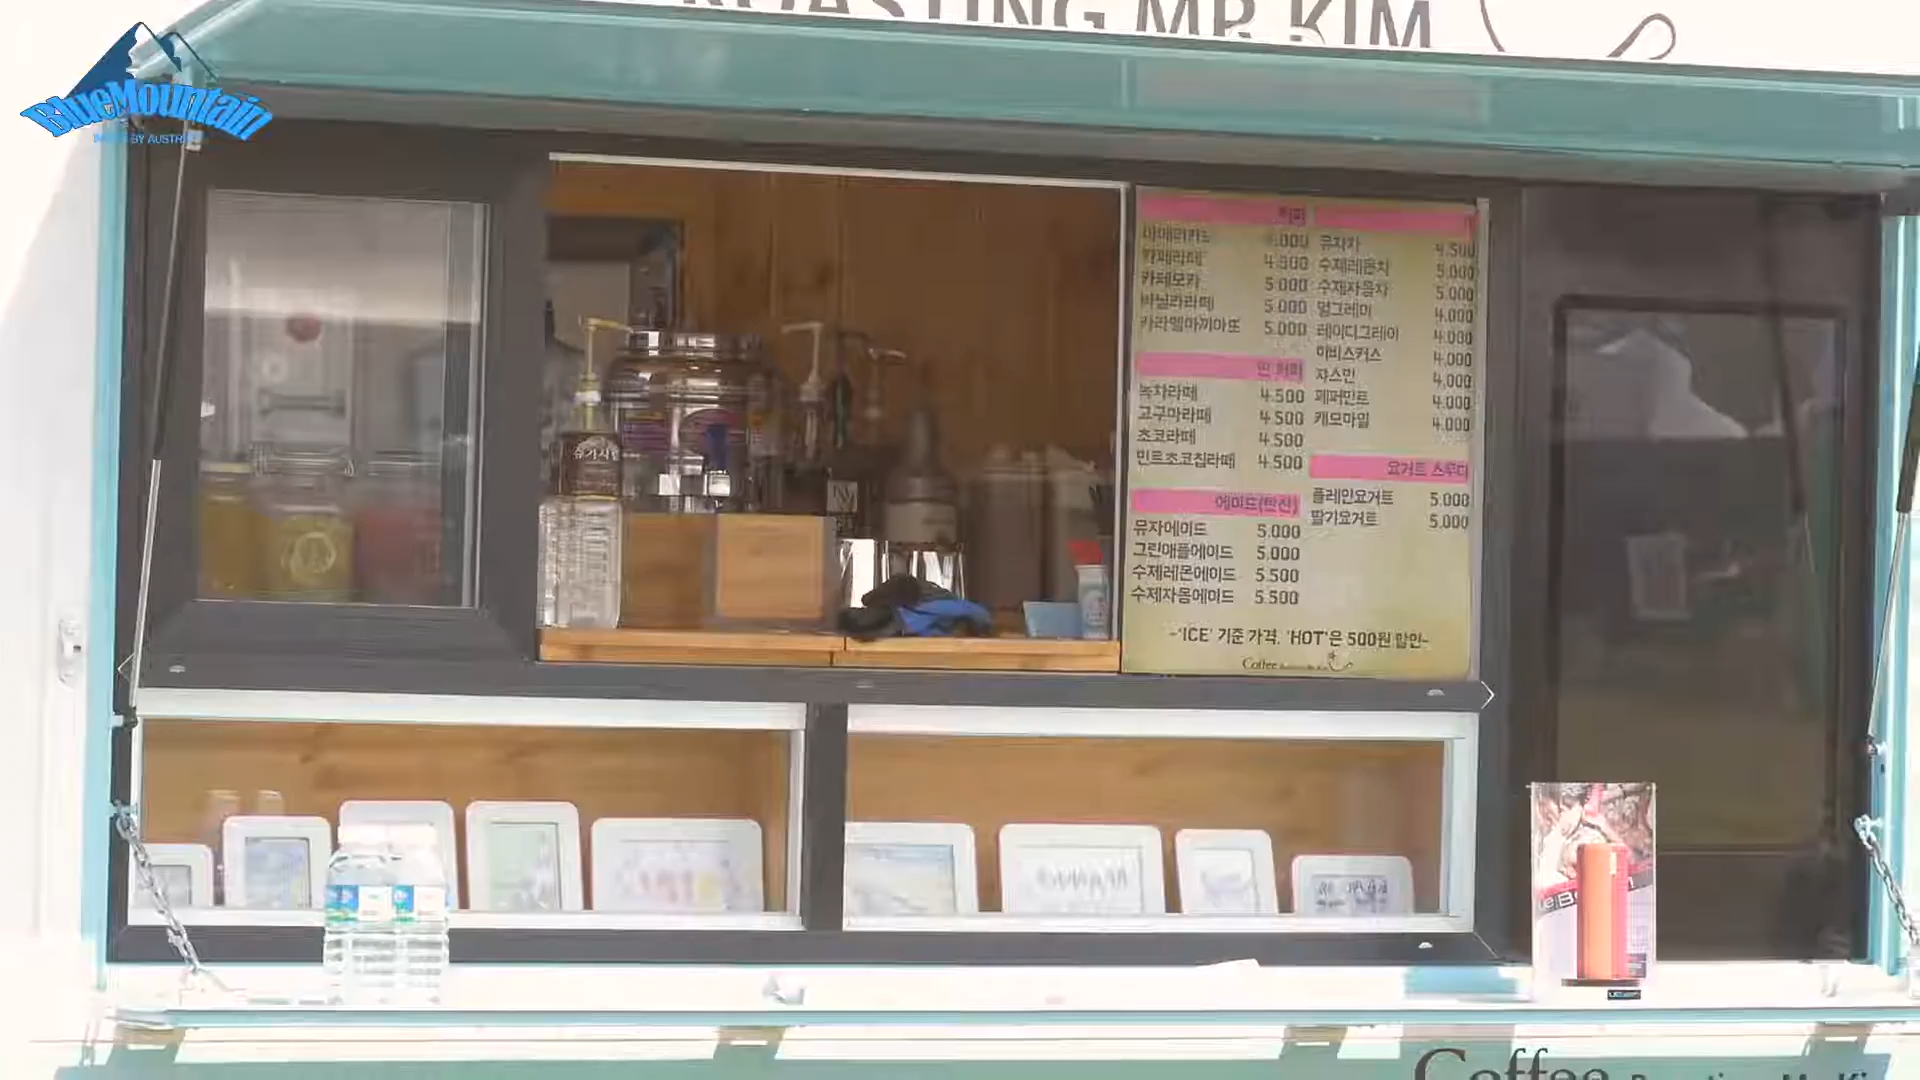 ROASTING MR KIM
BlueMountain
커피
아메리카노 4.000
카페라떼 4.500
카페모카 5.000
바닐라라떼 5.000
카라멜마끼아또 5.000
논 커피
녹차라떼 4.500
고구마라떼 4.500
초코라떼 4.500
민트초코칩라떼 4.500
에이드(탄산)
유자에이드 5.000
그린애플에이드 5.000
수제레몬에이드 5.500
수제자몽에이드 5.500
유자차 4.500
수제레몬차 5.000
수제자몽차 5.000
얼그레이 4.000
레이디그레이 4.000
히비스커스 4.000
쟈스민 4.000
페퍼민트 4.000
캐모마일 4.000
요거트 스무디
플레인요거트 5.000
딸기요거트 5.000
-'ICE' 기준 가격. 'HOT'은 500원 할인-
Coffee
슈가시럽
Coffee Roasting Mr. Ki